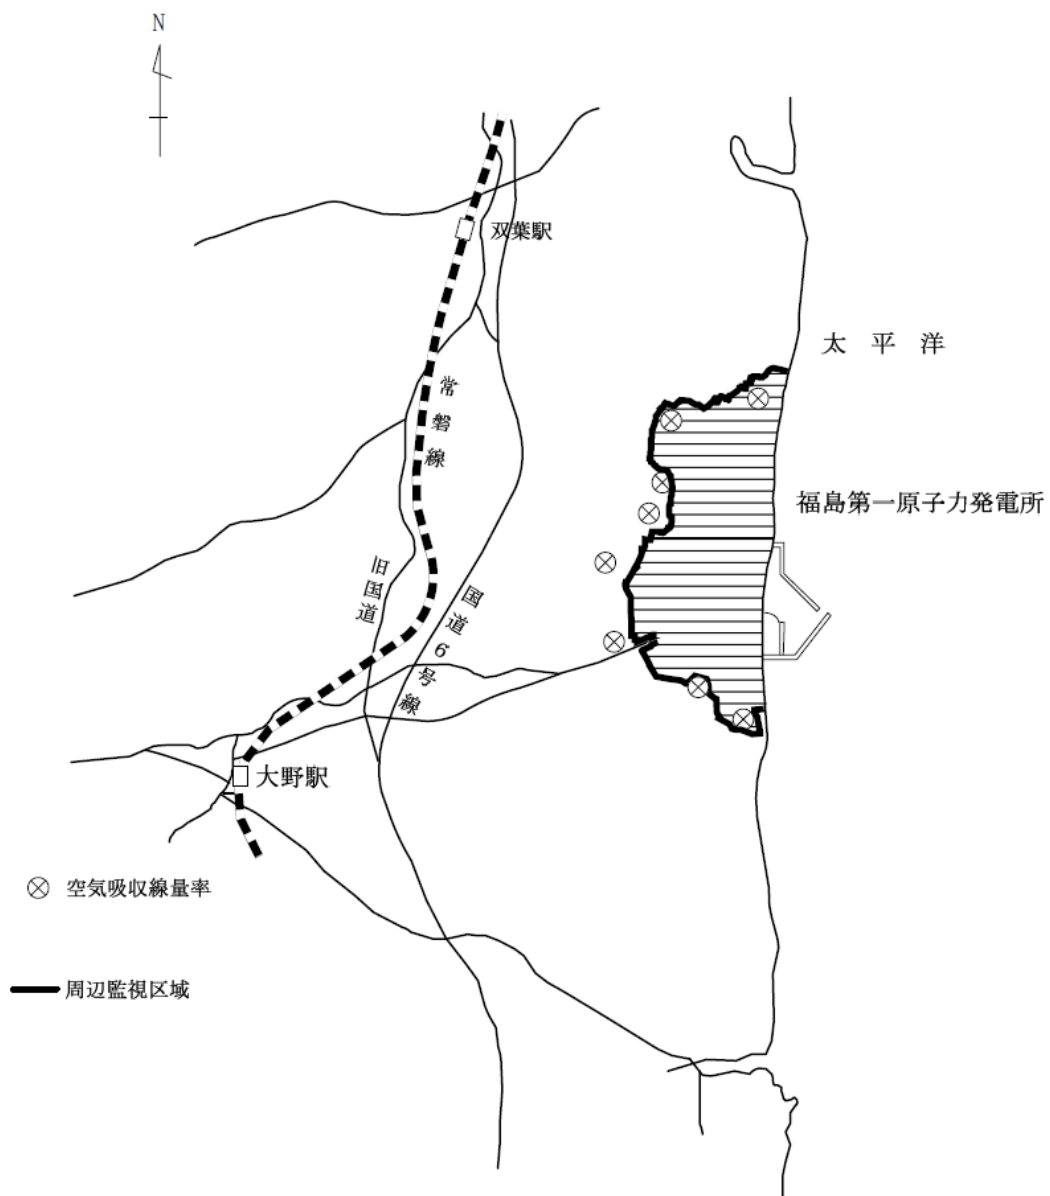 N
双葉駅
太平洋
常磐線
福島第一原子力発電所
旧国道
国道6号線
大野駅
空気吸収線量率
周辺監視区域